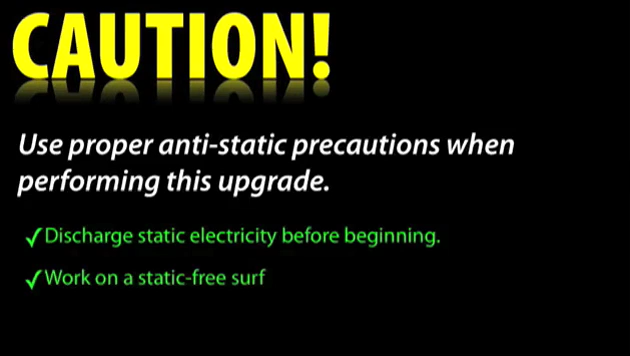 CAUTION!
Use proper anti-static precautions when
performing this upgrade.
✓Discharge static electricity before beginning.
✓Work on a static-free surf